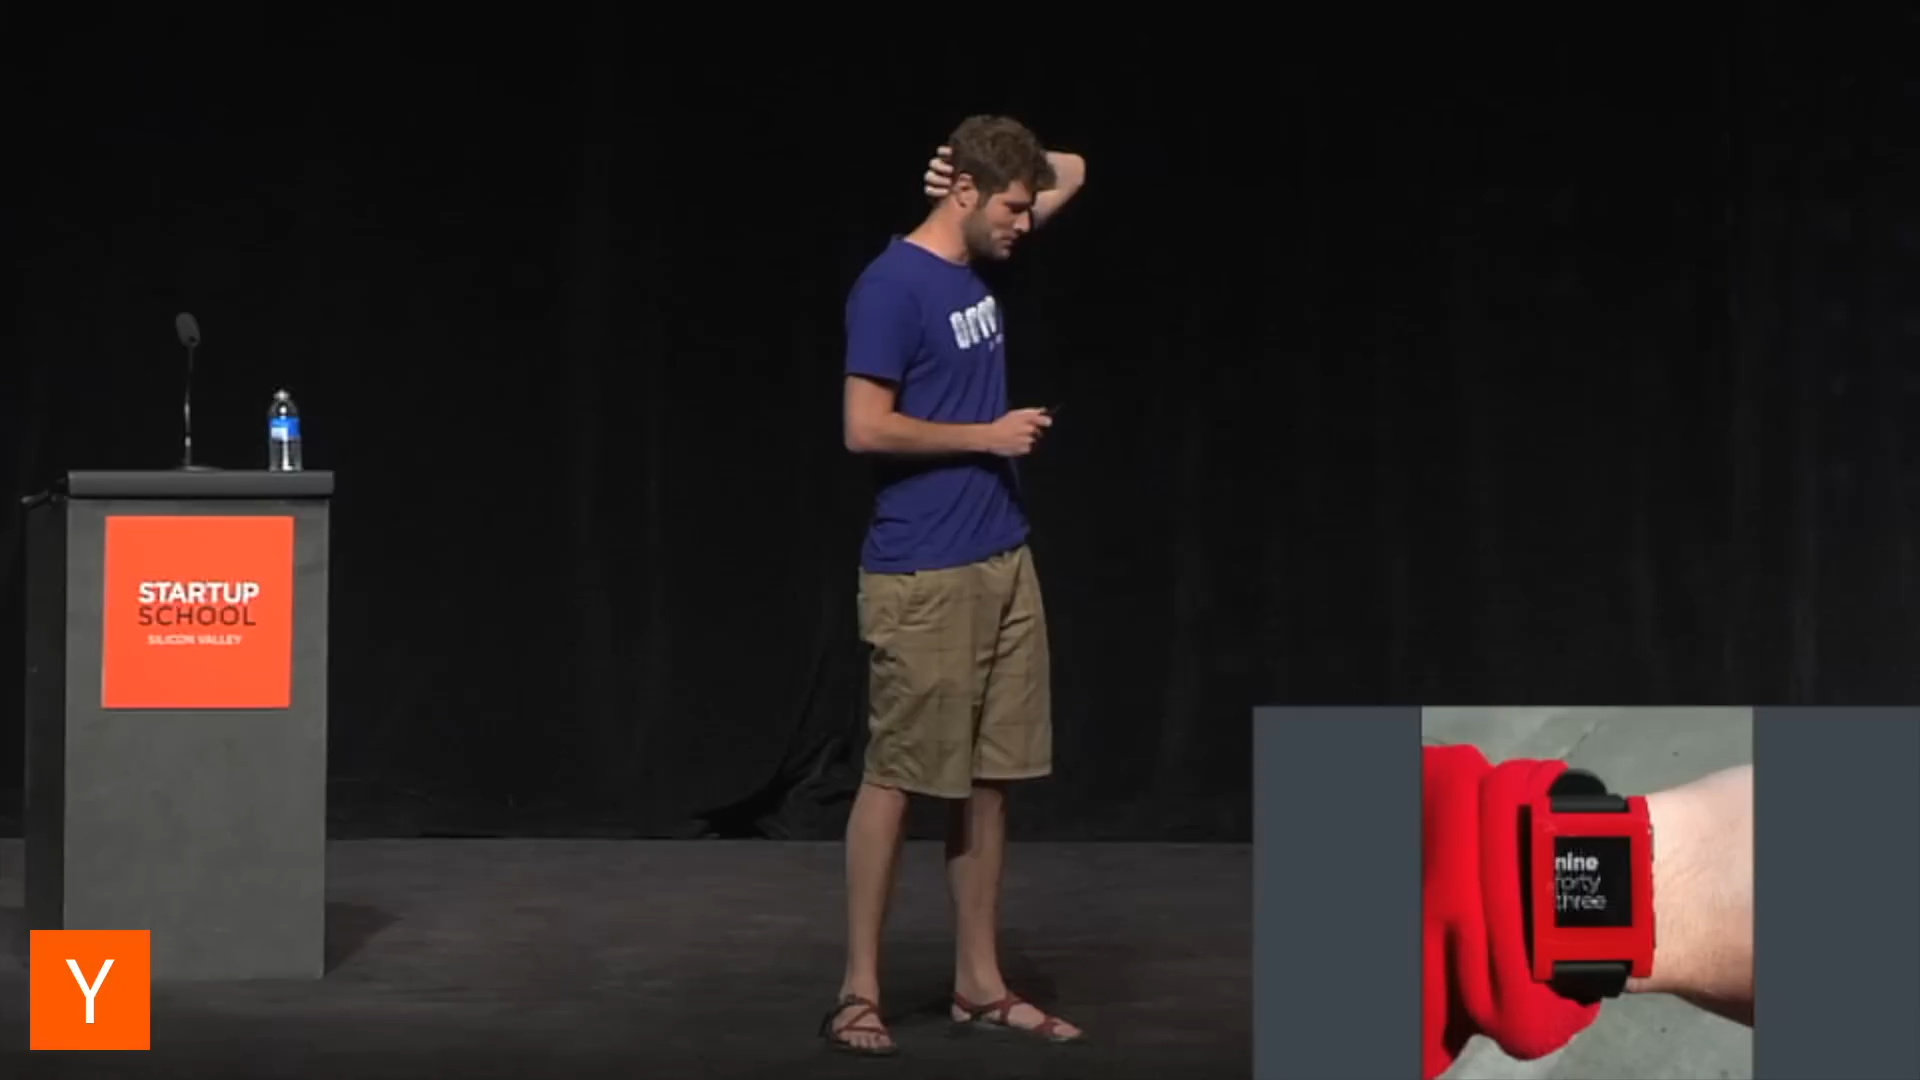 STARTUP
SCHOOL
SILICON VALLEY
Y
nine
forty
three